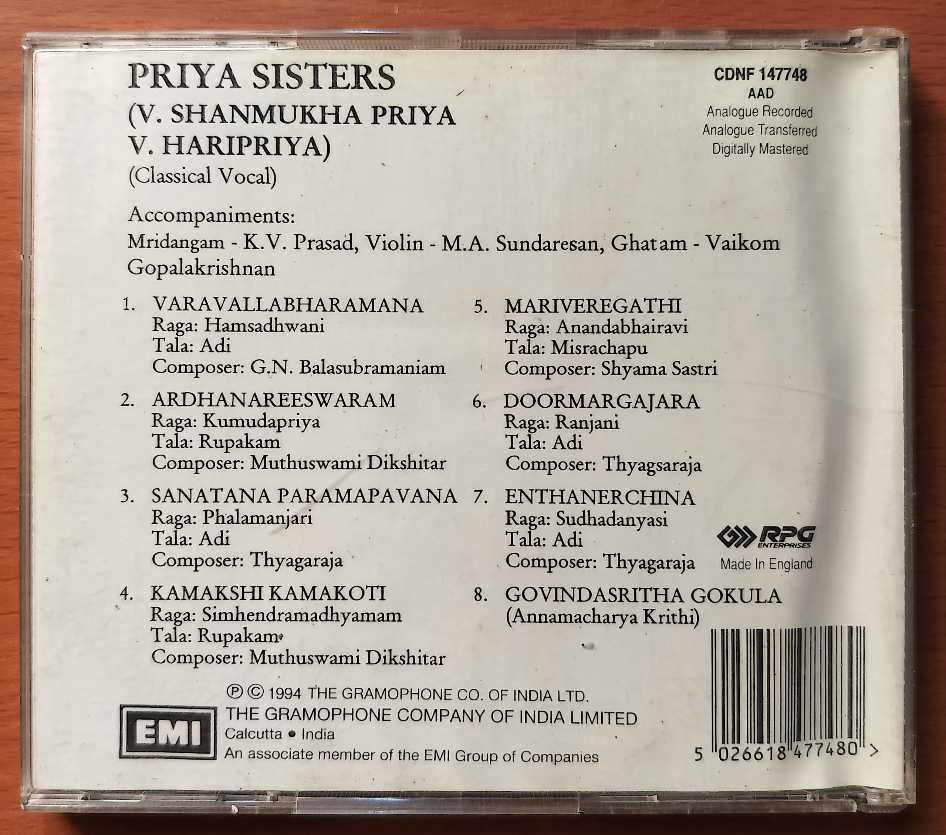 PRIYA SISTERS
(V. SHANMUKHA PRIYA
V. HARIPRIYA)
(Classical Vocal)
CDNF 147748
AAD
Analogue Recorded
Analogue Transferred
Digitally Mastered
Accompaniments:
Mridangam - K.V. Prasad, Violin - M.A. Sundaresan, Ghatam - Vaikom
Gopalakrishnan
1. VARAVALLABHARAMANA
Raga: Hamsadhwani
Tala: Adi
Composer: G.N. Balasubramaniam
2. ARDHANAREESWARAM
Raga: Kumudapriya
Tala: Rupakam
Composer: Muthuswami Dikshitar
3. SANATANA PARAMAPAVANA
Raga: Phalamanjari
Tala: Adi
Composer: Thyagaraja
4. KAMAKSHI KAMAKOTI
Raga: Simhendramadhyamam
Tala: Rupakam
Composer: Muthuswami Dikshitar
5. MARIVEREGATHI
Raga: Anandabhairavi
Tala: Misrachapu
Composer: Shyama Sastri
6. DOORMARGAJARA
Raga: Ranjani
Tala: Adi
Composer: Thyagsaraja
7. ENTHANERCHINA
Raga: Sudhadanyasi
Tala: Adi
Composer: Thyagaraja
8. GOVINDASRITHA GOKULA
(Annamacharya Krithi)
RPG
ENTERPRISES
Made In England
EMI
℗ © 1994 THE GRAMOPHONE CO. OF INDIA LTD.
THE GRAMOPHONE COMPANY OF INDIA LIMITED
Calcutta • India
An associate member of the EMI Group of Companies
5 026618 477480 >